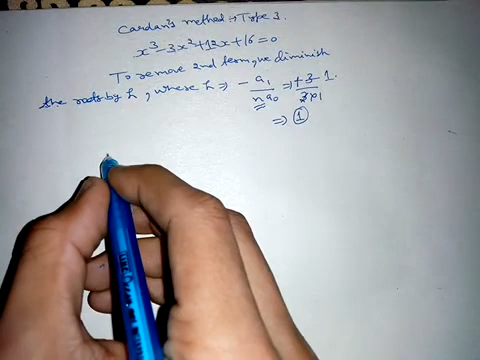 Cardan's method → Type 3.
x³ - 3x² + 12x + 16 = 0
To remove 2nd term, we diminish
the roots by h, where h ⇒ - a₁/na₀ ⇒ +3/3×1 - 1.
⇒ 1